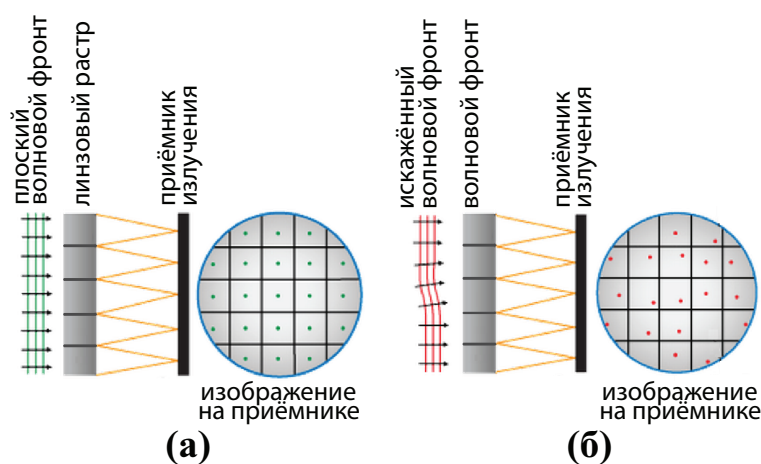 плоский
волновой фронт
линзовый растр
приёмник
излучения
изображение
на приёмнике
(а)
искажённый
волновой фронт
волновой фронт
приёмник
излучения
изображение
на приёмнике
(б)